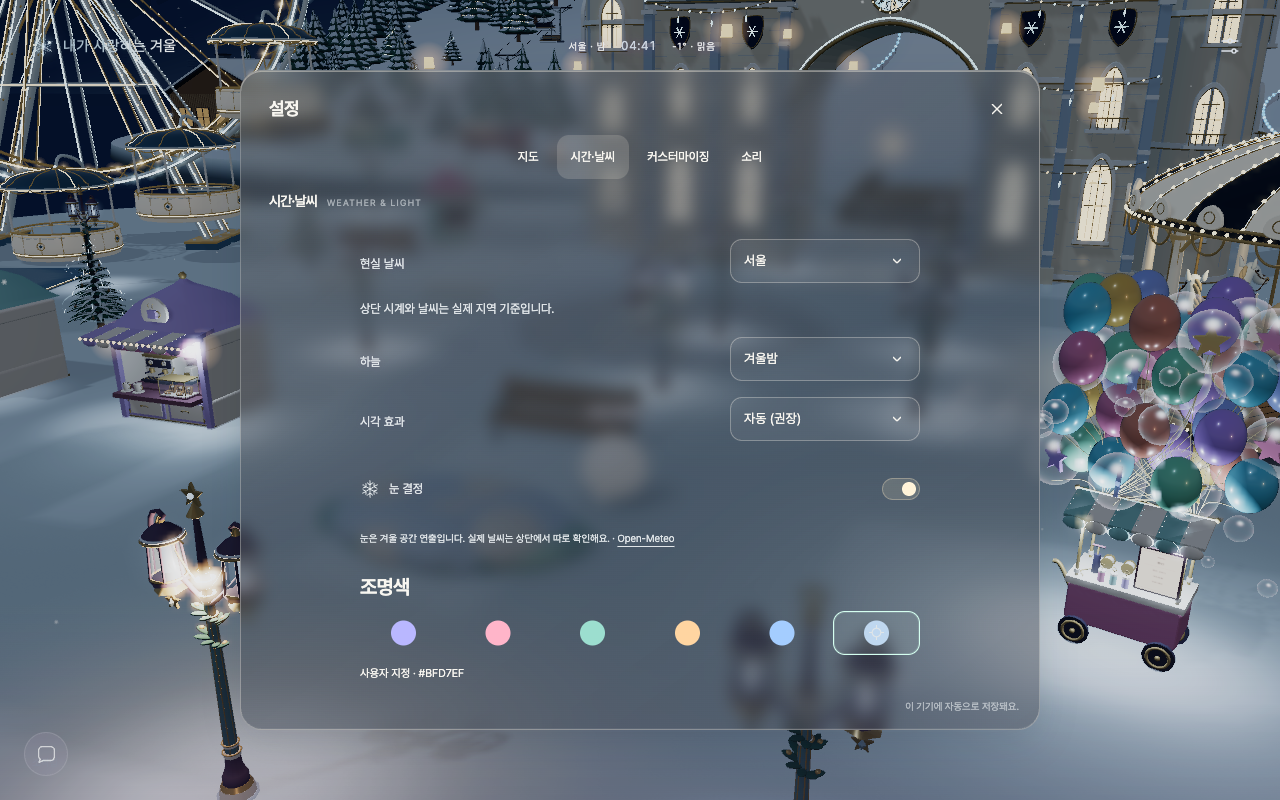 내가 사랑하는 겨울
서울 · 밤 04:41 -1° · 맑음
설정
지도 시간·날씨 커스터마이징 소리
시간·날씨 WEATHER & LIGHT
현실 날씨 서울
상단 시계와 날씨는 실제 지역 기준입니다.
하늘 겨울밤
시각 효과 자동 (권장)
눈 결정
눈은 겨울 공간 연출입니다. 실제 날씨는 상단에서 따로 확인해요. · Open-Meteo
조명색
사용자 지정 · #BFD7EF
이 기기에 자동으로 저장돼요.